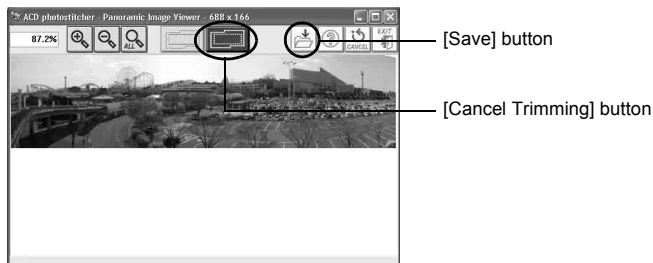 ACD photostitcher - Panoramic Image Viewer - 688 x 166
87.2%
ALL
CANCEL
EXIT
[Save] button
[Cancel Trimming] button